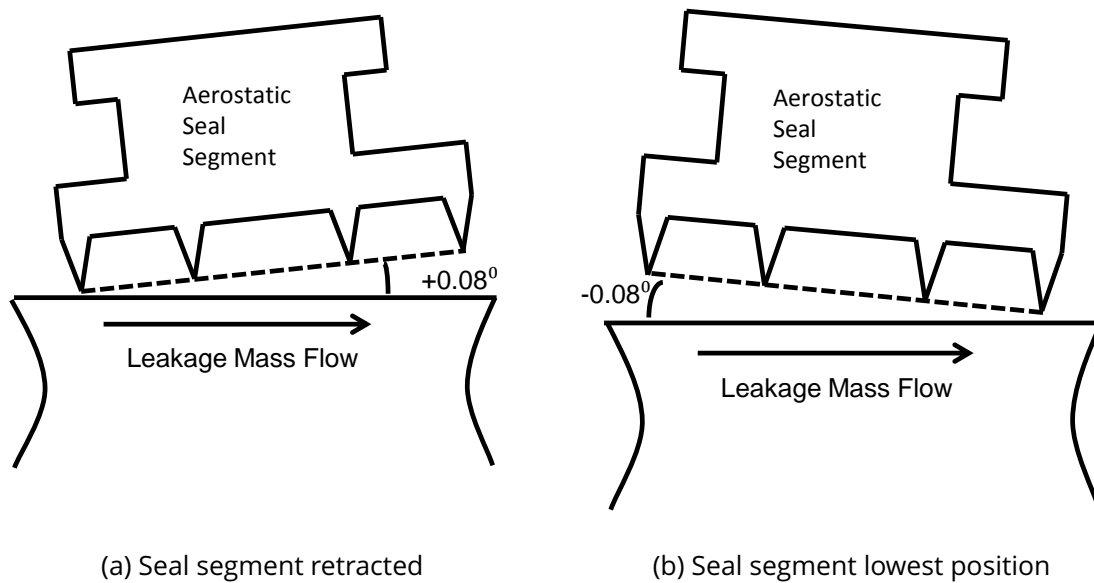 Aerostatic
Seal
Segment
+0.08⁰
Leakage Mass Flow
(a) Seal segment retracted
Aerostatic
Seal
Segment
-0.08⁰
Leakage Mass Flow
(b) Seal segment lowest position